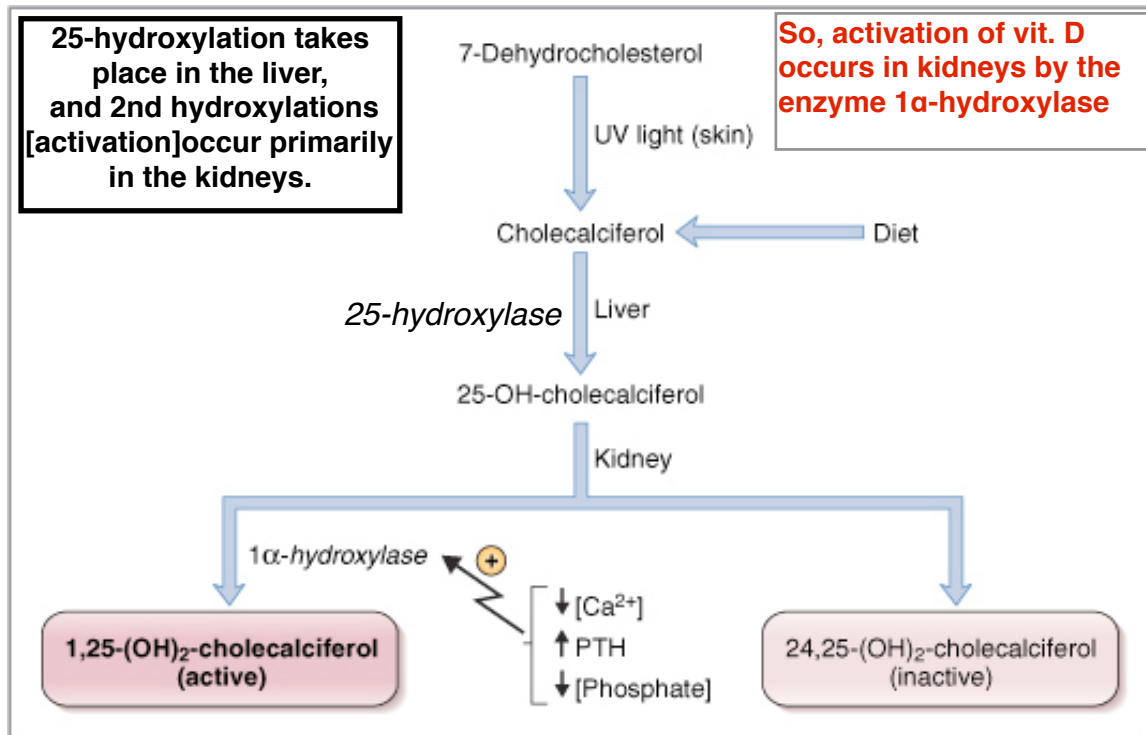 25-hydroxylation takes
place in the liver,
and 2nd hydroxylations
[activation]occur primarily
in the kidneys.
So, activation of vit. D
occurs in kidneys by the
enzyme 1α-hydroxylase
7-Dehydrocholesterol
UV light (skin)
Cholecalciferol
Diet
25-hydroxylase
Liver
25-OH-cholecalciferol
Kidney
1α-hydroxylase
+
↓[Ca²⁺]
↑ PTH
↓[Phosphate]
1,25-(OH)₂-cholecalciferol
(active)
24,25-(OH)₂-cholecalciferol
(inactive)